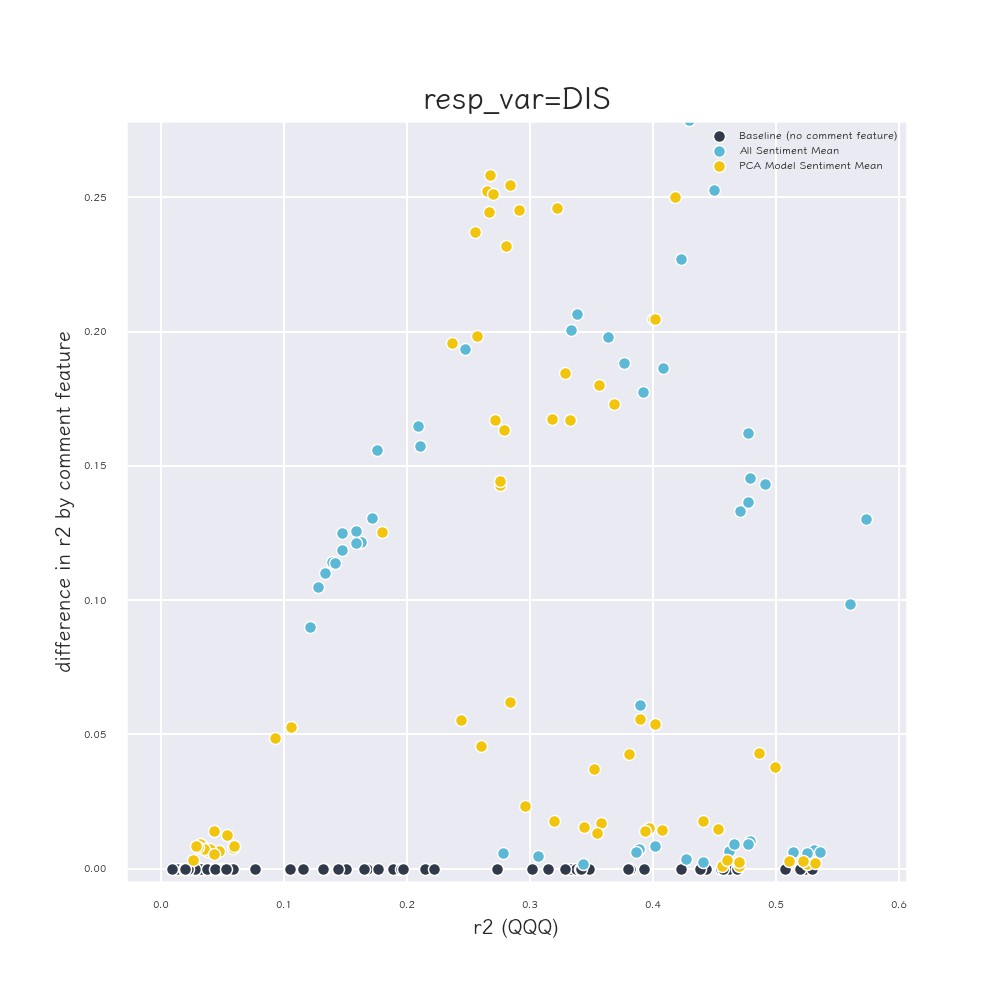 resp_var=DIS
Baseline (no comment feature)
All Sentiment Mean
PCA Model Sentiment Mean
difference in r2 by comment feature
0.25
0.20
0.15
0.10
0.05
0.00
0.0 0.1 0.2 0.3 0.4 0.5 0.6
r2 (QQQ)